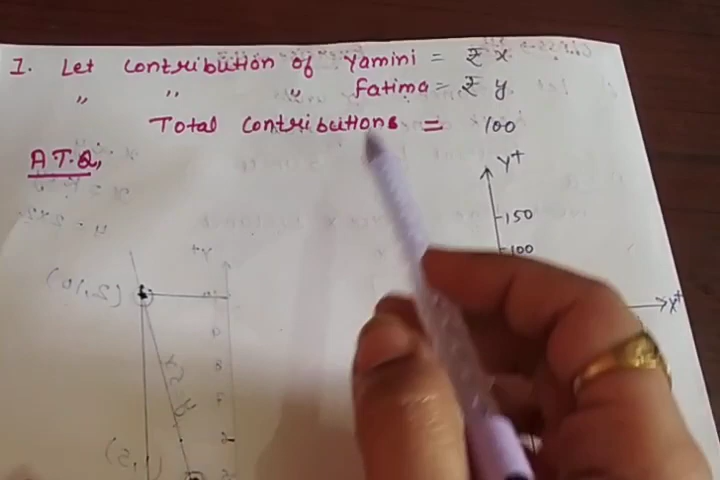 1. Let contribution of Yamini = ₹ x
" " " Fatima = ₹ y
Total contributions = 100
A.T.Q,
Y+
150
100
X+